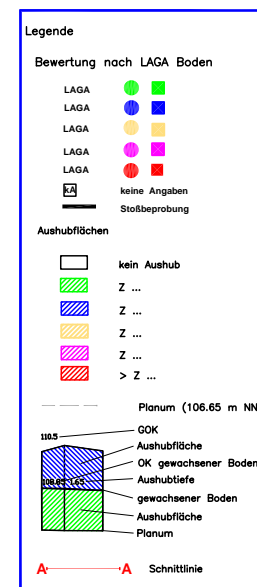 Legende
Bewertung nach LAGA Boden
LAGA
LAGA
LAGA
LAGA
LAGA
kA keine Angaben
Stoßbeprobung
Aushubflächen
kein Aushub
Z ...
Z ...
Z ...
Z ...
> Z ...
Planum (106.65 m NN
GOK
110.5
Aushubfläche
OK gewachsener Boden
108.65 1.65 Aushubtiefe
gewachsener Boden
Aushubfläche
Planum
A A Schnittlinie